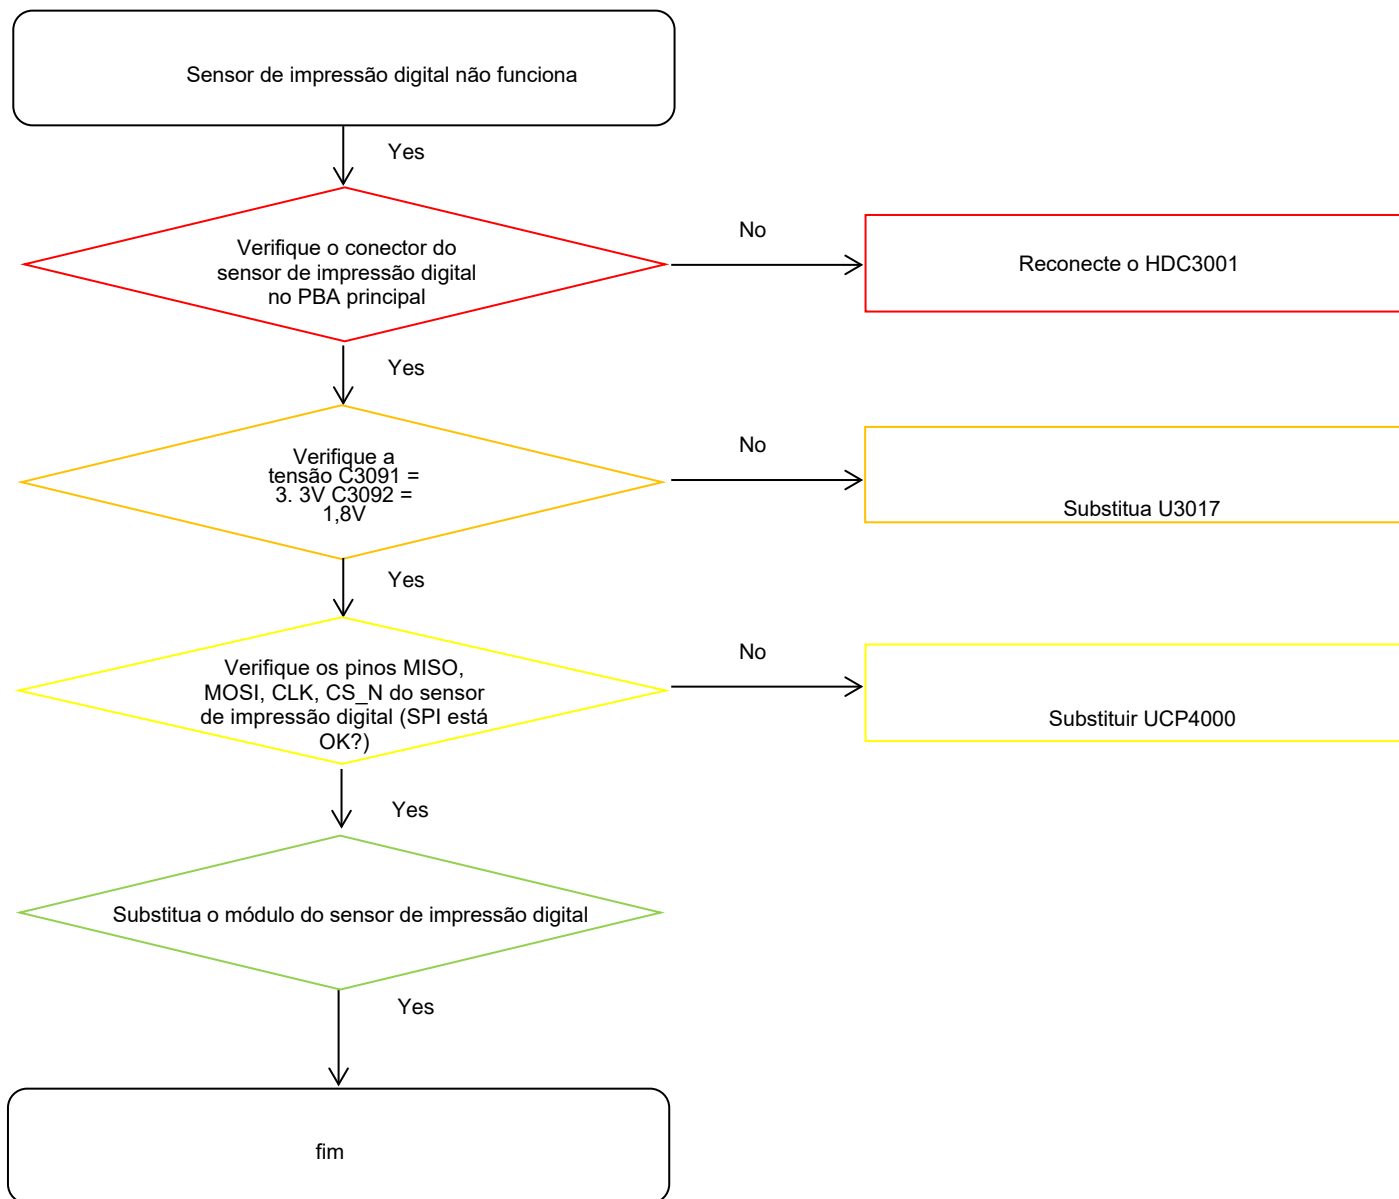 Sensor de impressão digital não funciona
Yes
Verifique o conector do
sensor de impressão digital
no PBA principal
No
Reconecte o HDC3001
Yes
Verifique a
tensão C3091 =
3. 3V C3092 =
1,8V
No
Substitua U3017
Yes
Verifique os pinos MISO,
MOSI, CLK, CS_N do sensor
de impressão digital (SPI está
OK?)
No
Substituir UCP4000
Yes
Substitua o módulo do sensor de impressão digital
Yes
fim